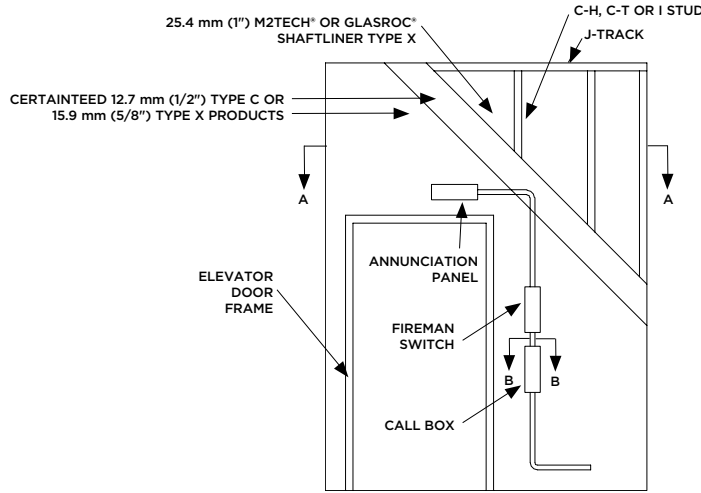 25.4 mm (1") M2TECH® OR GLASROC®
SHAFTLINER TYPE X
C-H, C-T OR I STUD
J-TRACK
CERTAINTEED 12.7 mm (1/2") TYPE C OR
15.9 mm (5/8") TYPE X PRODUCTS
A
A
ANNUNCIATION
PANEL
ELEVATOR
DOOR
FRAME
FIREMAN
SWITCH
B
B
CALL BOX